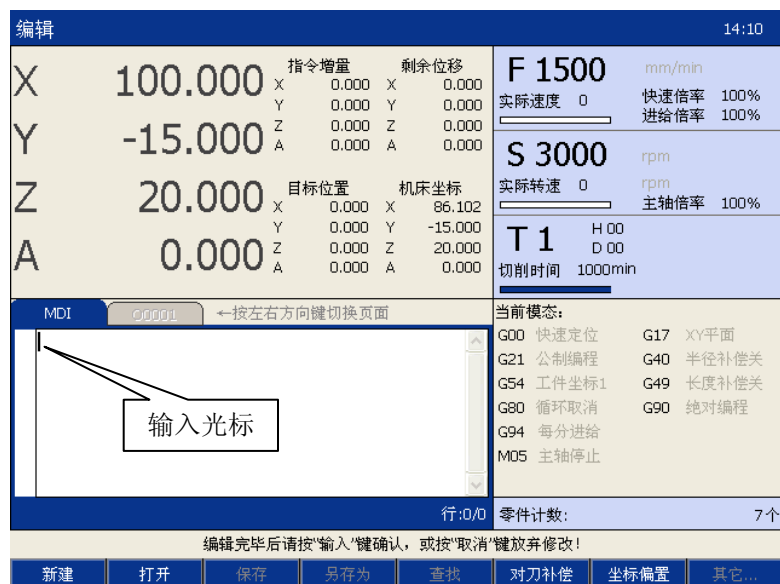 编辑 14:10
X 100.000
Y -15.000
Z 20.000
A 0.000
指令增量 剩余位移
X 0.000 X 0.000
Y 0.000 Y 0.000
Z 0.000 Z 0.000
A 0.000 A 0.000
目标位置 机床坐标
X 0.000 X 86.102
Y 0.000 Y -15.000
Z 0.000 Z 20.000
A 0.000 A 0.000
F 1500 mm/min
实际速度 0 快速倍率 100%
进给倍率 100%
S 3000 rpm
实际转速 0 rpm
主轴倍率 100%
T 1 H 00
D 00
切削时间 1000min
MDI O0001 ←按左右方向键切换页面
输入光标
行:0/0
当前模态:
G00 快速定位 G17 XY平面
G21 公制编程 G40 半径补偿关
G54 工件坐标1 G49 长度补偿关
G80 循环取消 G90 绝对编程
G94 每分进给
M05 主轴停止
零件计数: 7个
编辑完毕后请按"输入"键确认，或按"取消"键放弃修改!
新建 打开 保存 另存为 查找 对刀补偿 坐标偏置 其它...